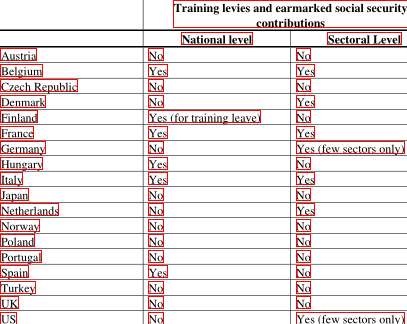 Training levies and earmarked social security
contributions
National level Sectoral Level
Austria No No
Belgium Yes Yes
Czech Republic No No
Denmark No Yes
Finland Yes (for training leave) No
France Yes Yes
Germany No Yes (few sectors only)
Hungary Yes No
Italy Yes Yes
Japan No No
Netherlands No Yes
Norway No No
Poland No No
Portugal No No
Spain Yes No
Turkey No No
UK No No
US No Yes (few sectors only)